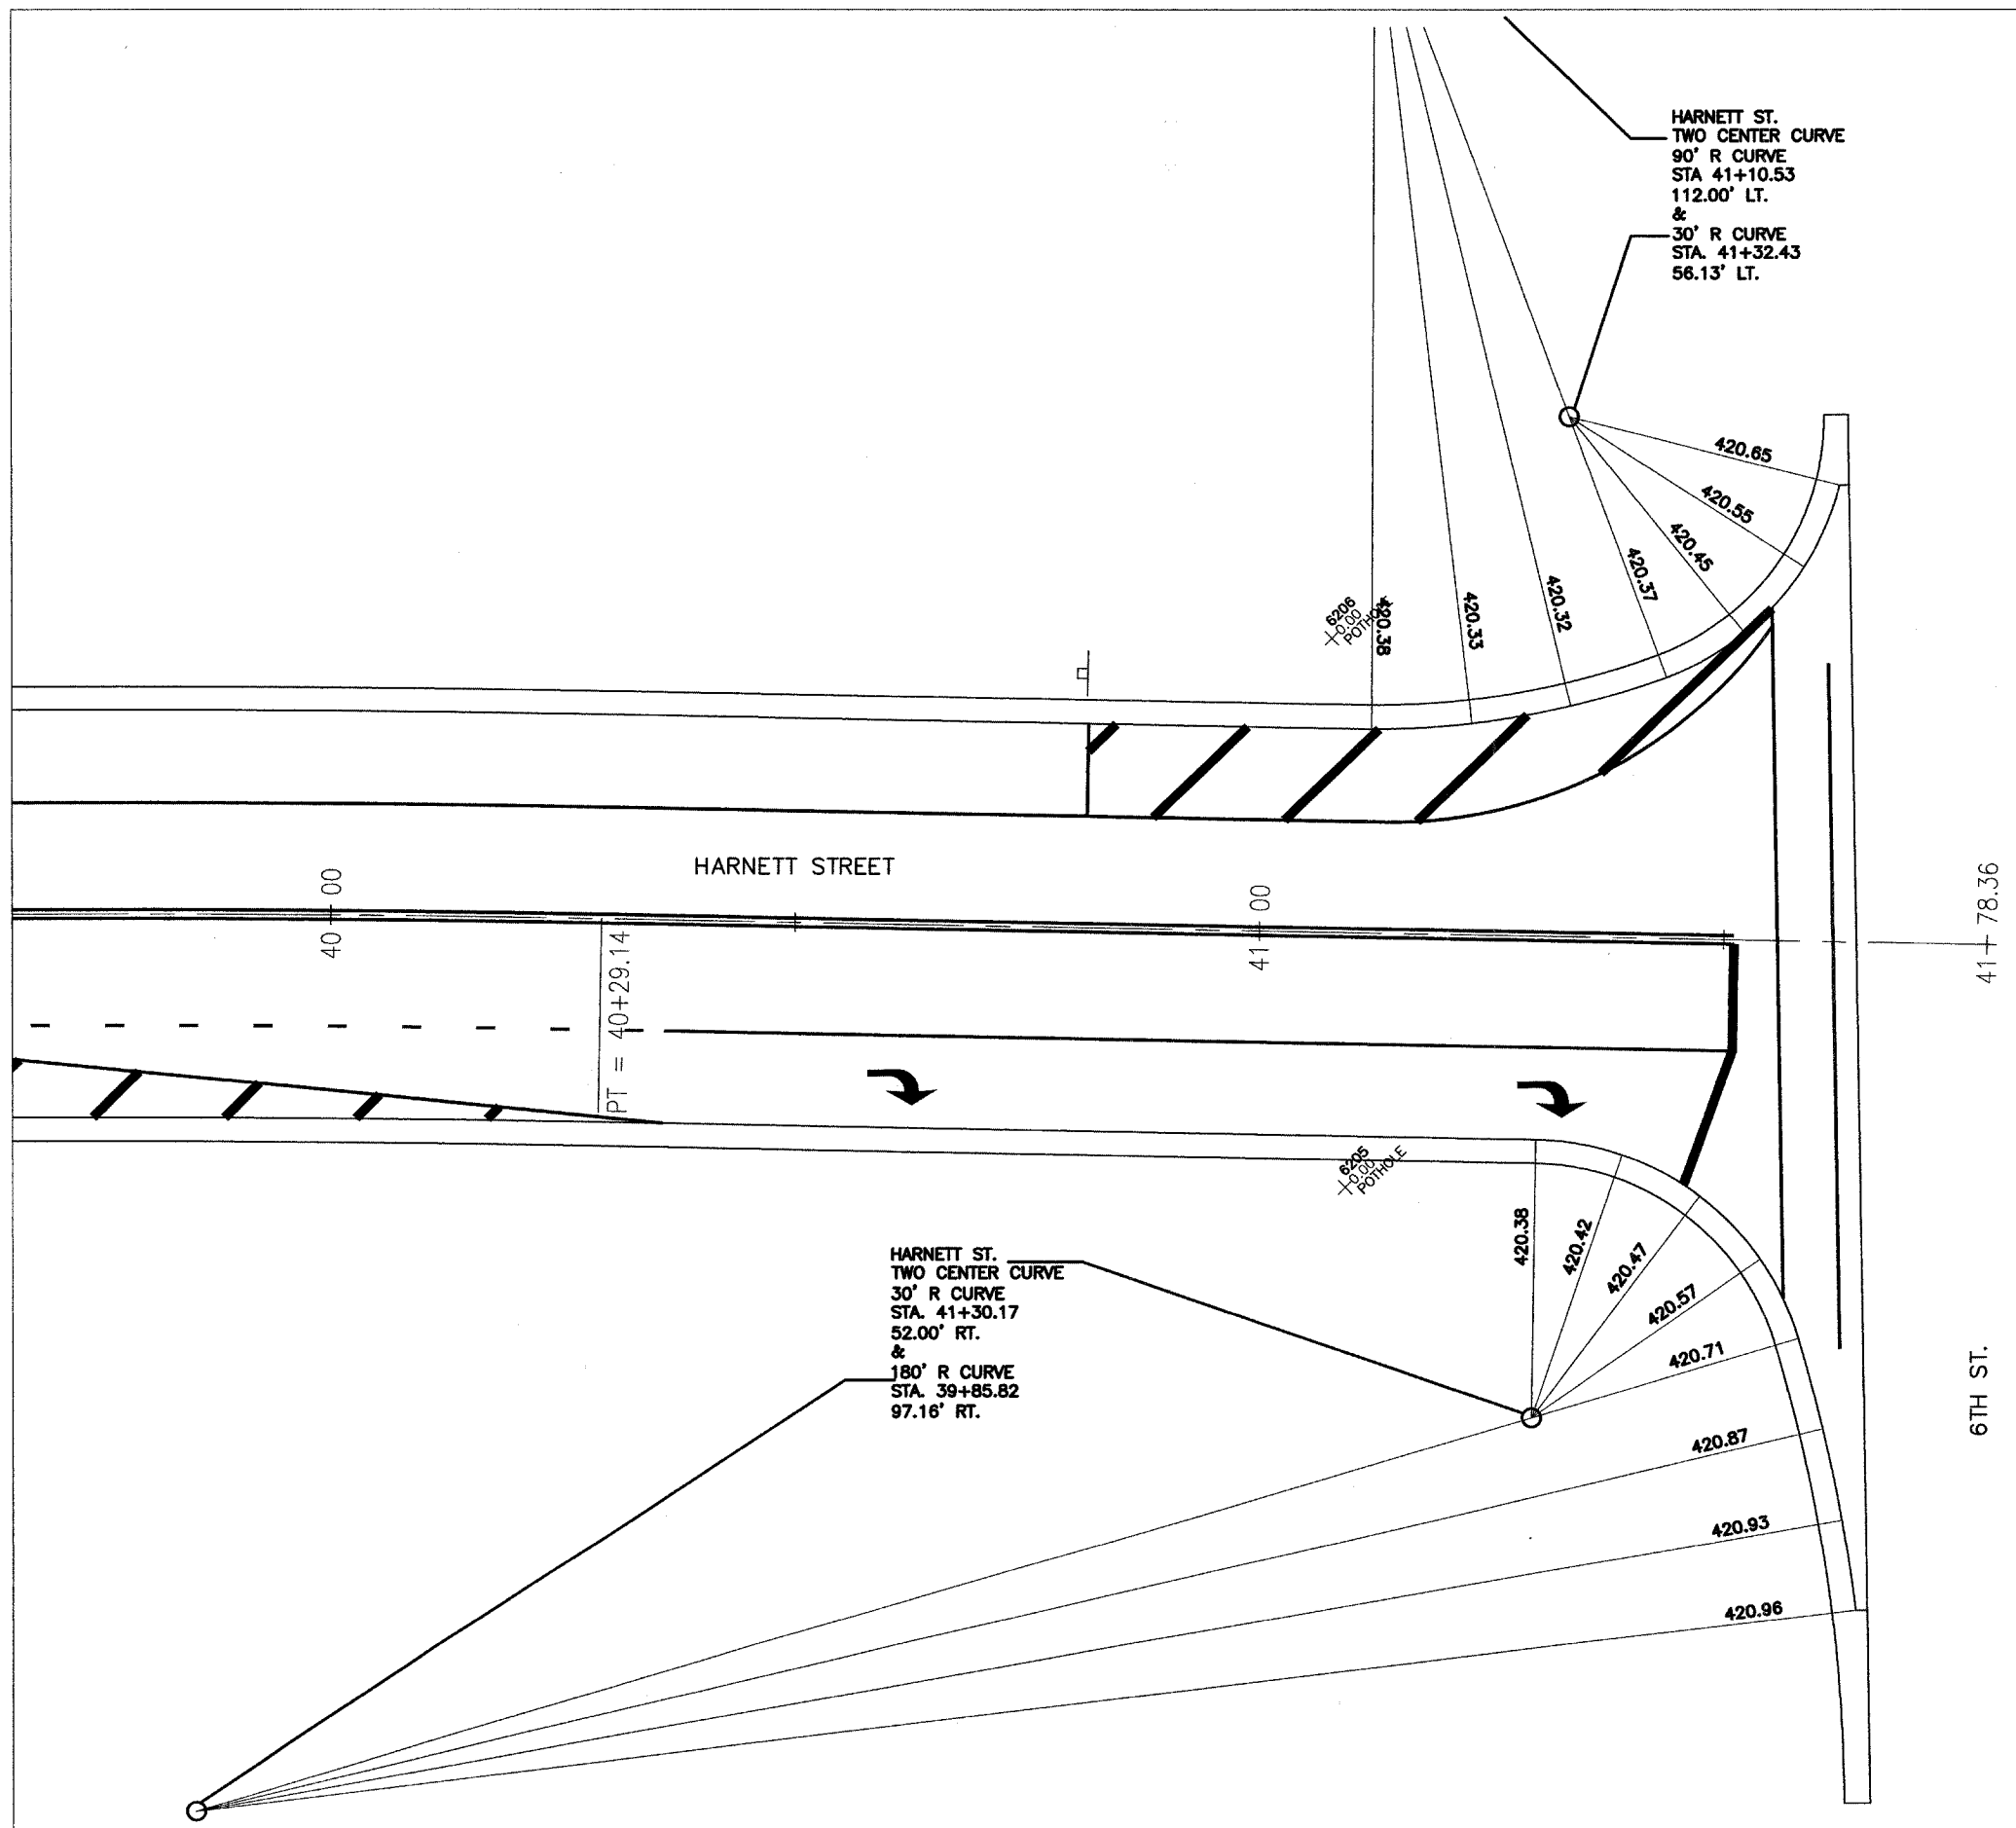 HARNETT ST.
TWO CENTER CURVE
90' R CURVE
STA 41+10.53
112.00' LT.
&
30' R CURVE
STA. 41+32.43
56.13' LT.
420.65
420.55
420.45
420.37
420.32
420.33
420.38
6206
0.00
POTHOLE
HARNETT STREET
40 00
41 00
41+78.36
PT = 40+29.14
6205
0.00
POTHOLE
420.38
420.42
420.47
420.57
420.71
420.87
420.93
420.96
HARNETT ST.
TWO CENTER CURVE
30' R CURVE
STA. 41+30.17
52.00' RT.
&
180' R CURVE
STA. 39+85.82
97.16' RT.
6TH ST.